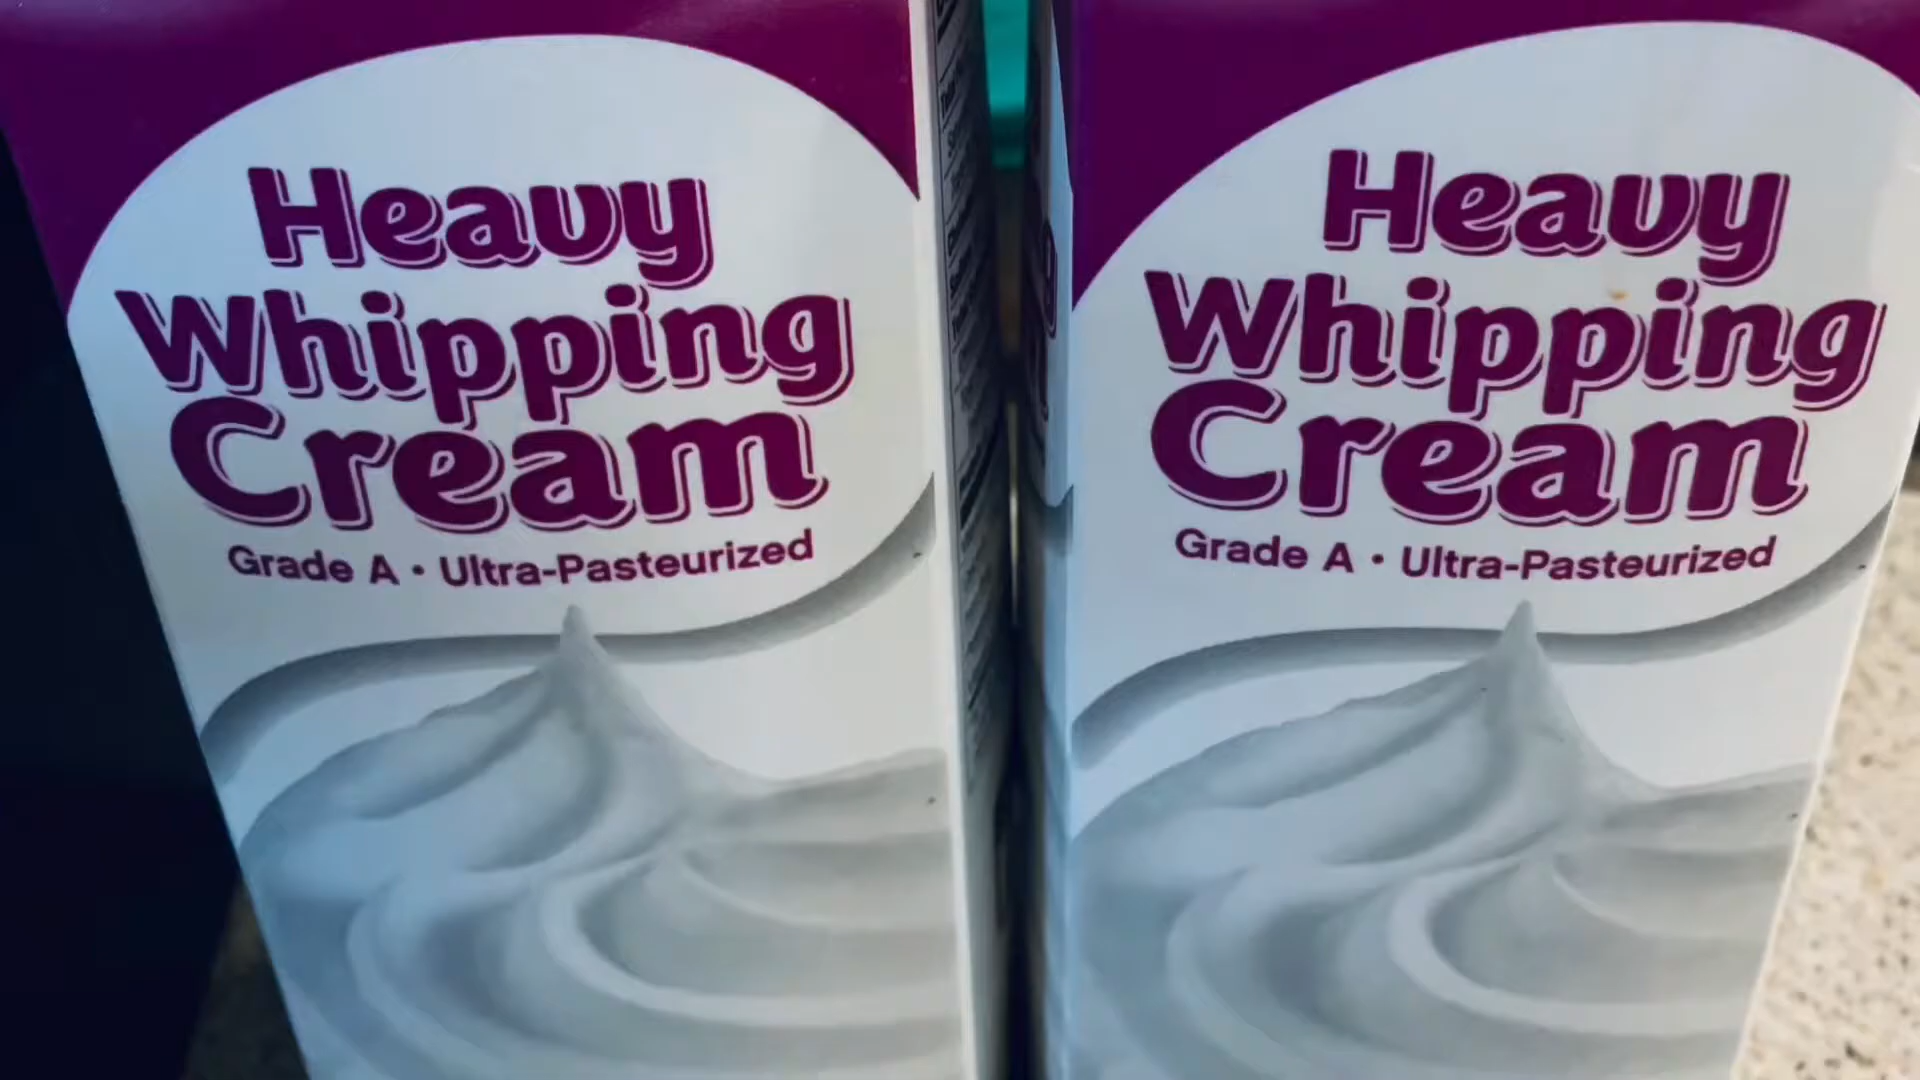 Heavy
Whipping
Cream
Grade A • Ultra-Pasteurized
Heavy
Whipping
Cream
Grade A • Ultra-Pasteurized